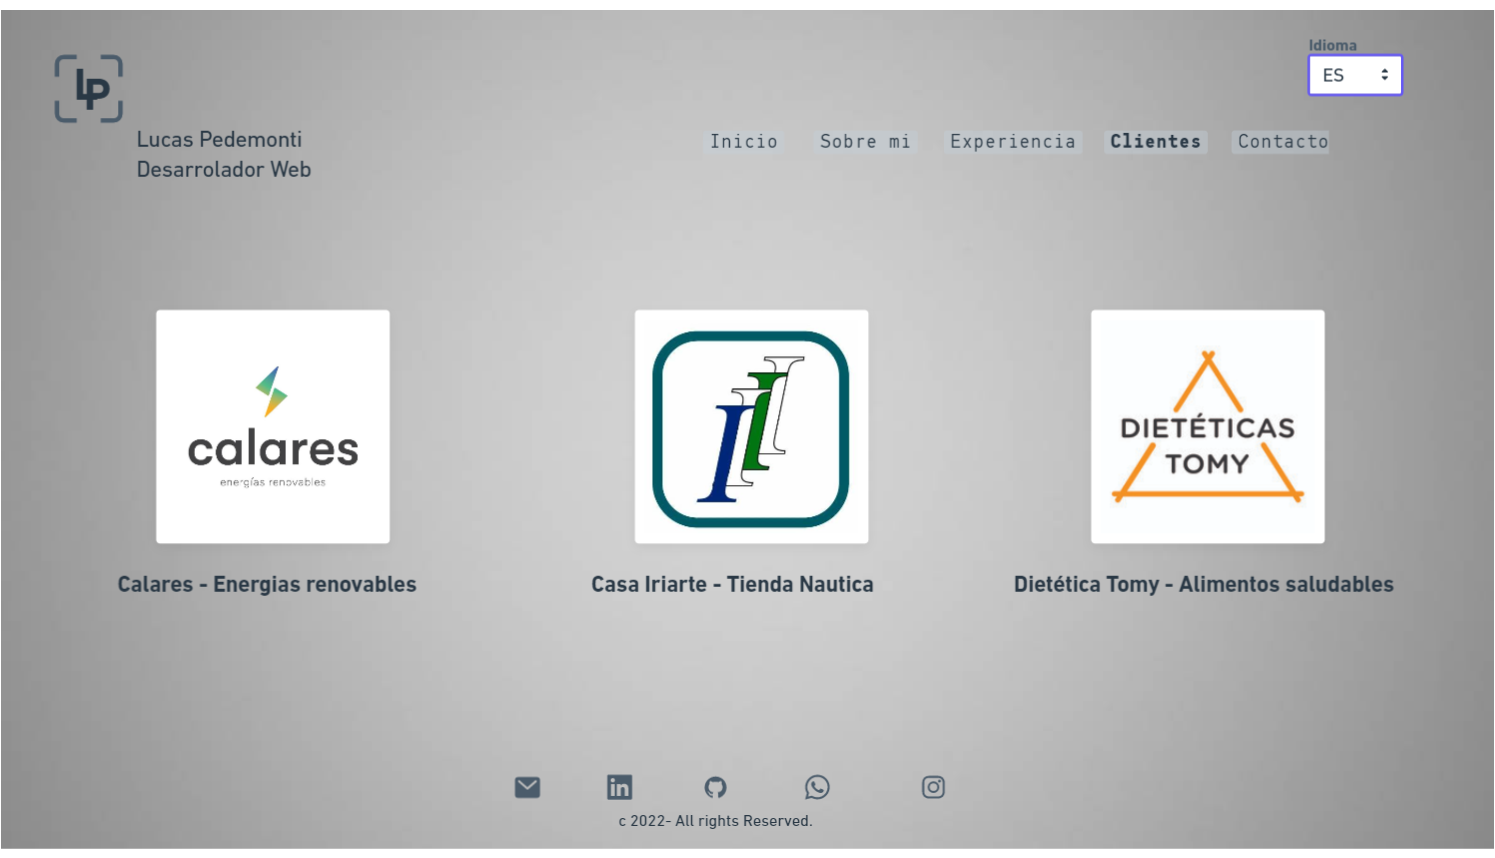 Idioma
ES
LP
Lucas Pedemonti
Desarrolador Web
Inicio
Sobre mi
Experiencia
Clientes
Contacto
calares
energías renovables
I I I I
DIETÉTICAS
TOMY
Calares - Energias renovables
Casa Iriarte - Tienda Nautica
Dietética Tomy - Alimentos saludables
in
c 2022- All rights Reserved.